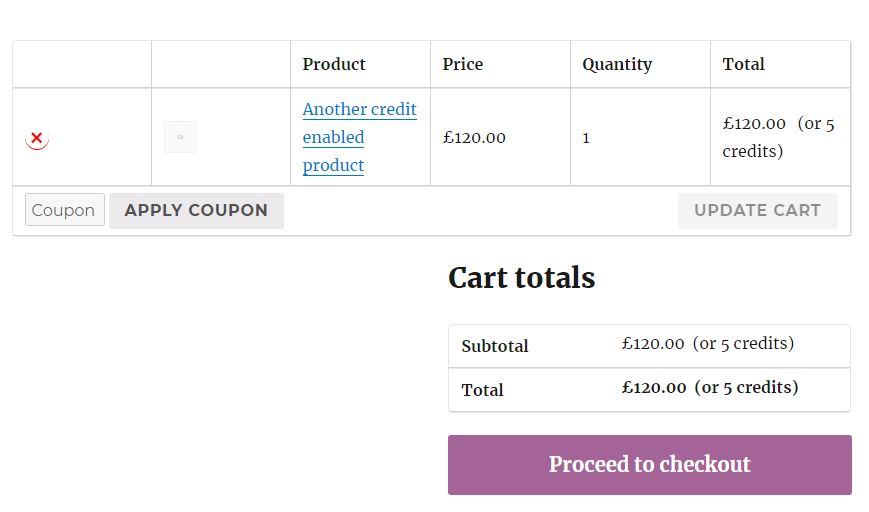 Product Price Quantity Total
Another credit
enabled
product
£120.00
1
£120.00 (or 5
credits)
Coupon APPLY COUPON UPDATE CART
Cart totals
Subtotal £120.00 (or 5 credits)
Total £120.00 (or 5 credits)
Proceed to checkout